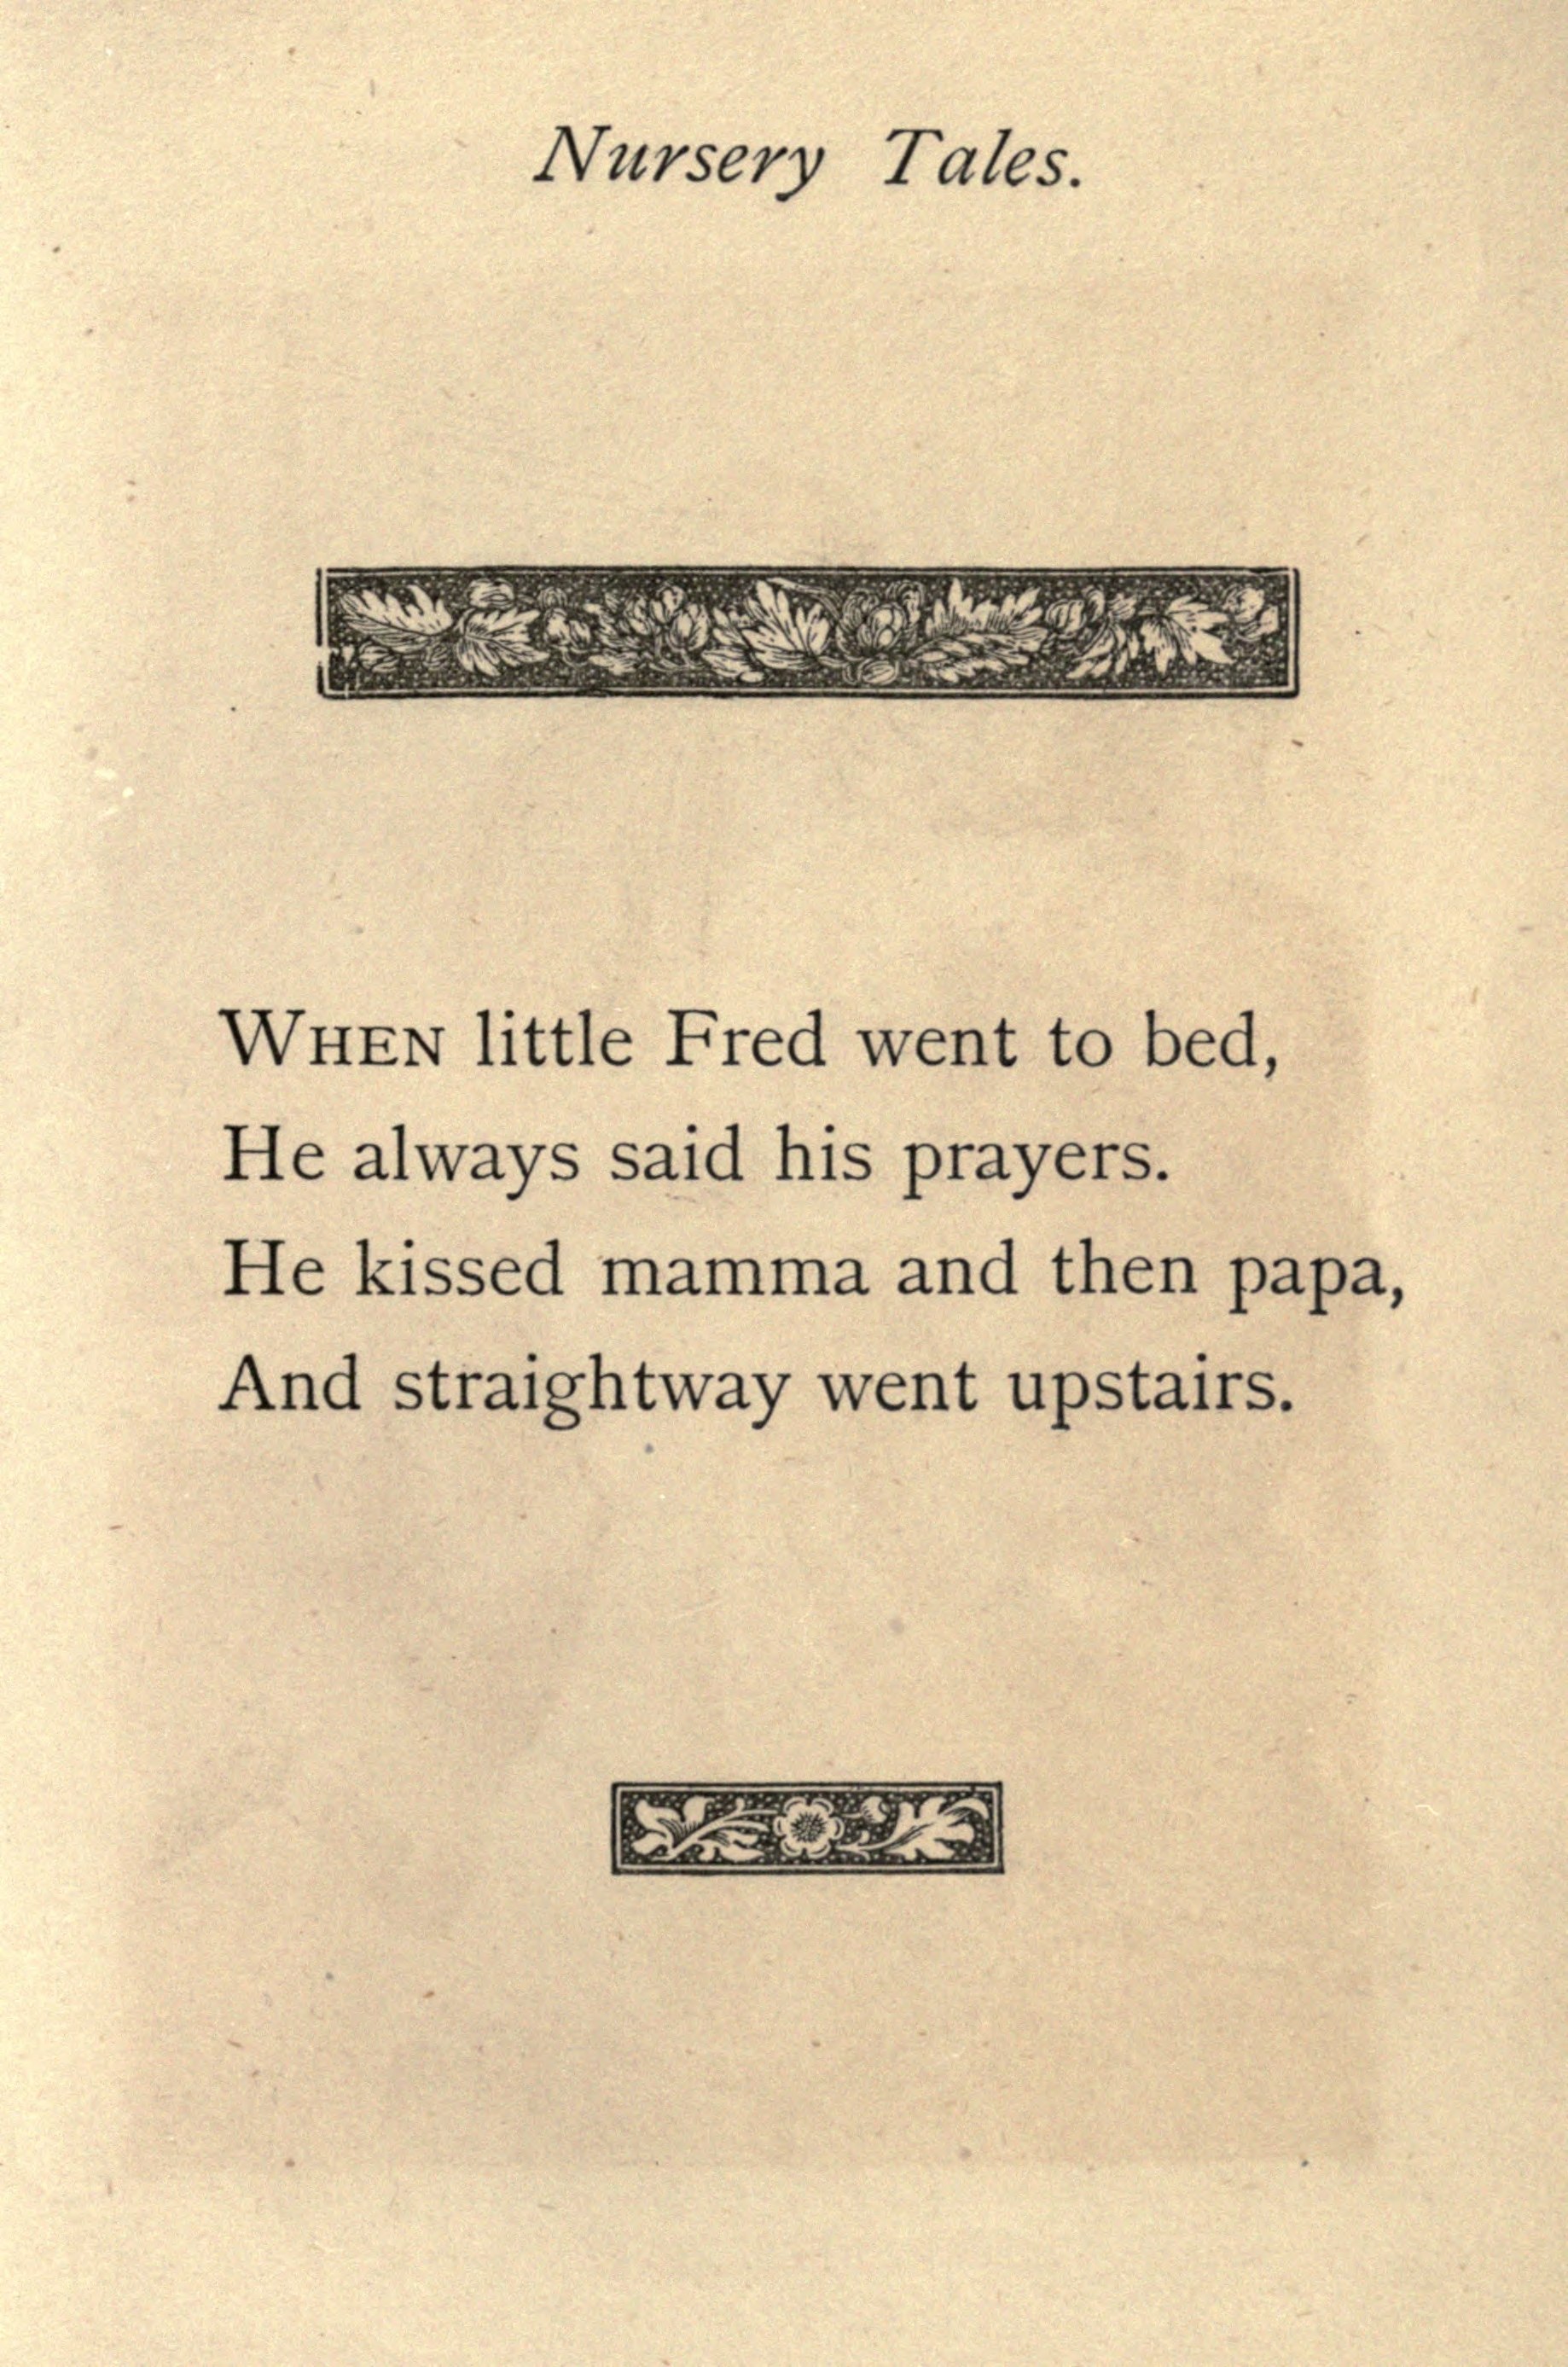 Nursery Tales.
WHEN little Fred went to bed,
He always said his prayers.
He kissed mamma and then papa,
And straightway went upstairs.